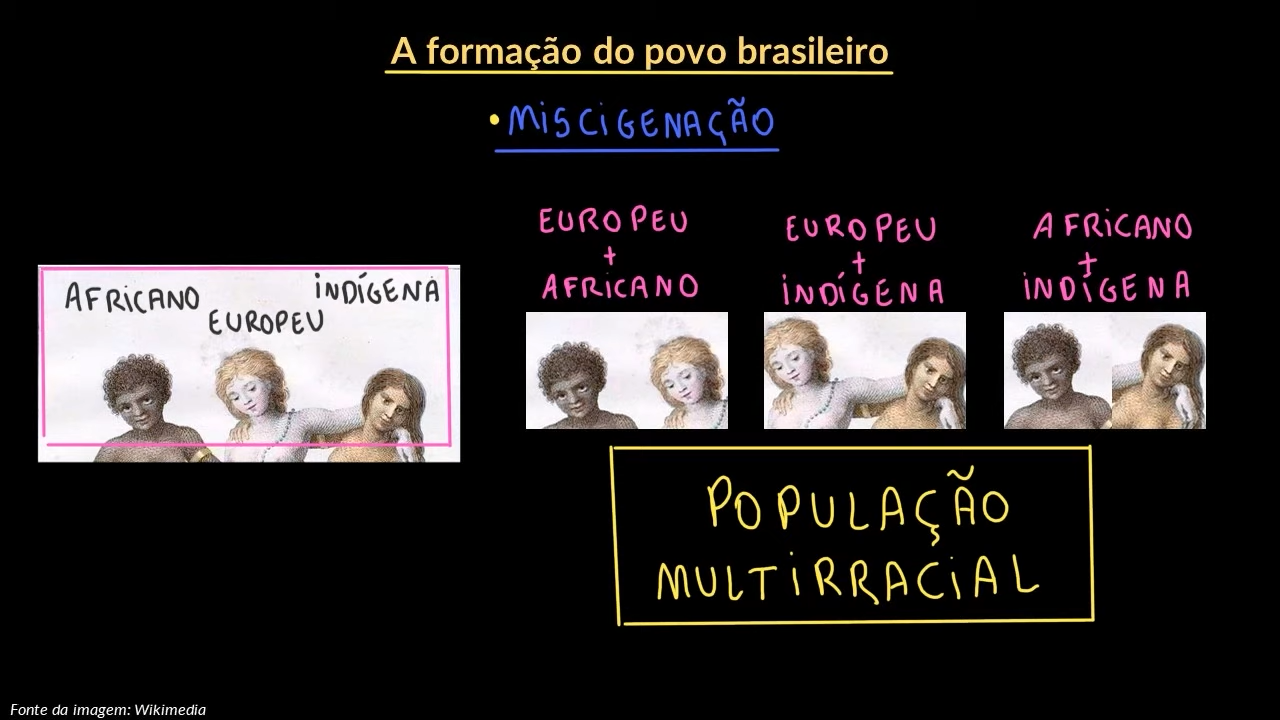 A formação do povo brasileiro
• MISCIGENAÇÃO
AFRICANO
EUROPEU
INDÍGENA
EUROPEU
+
AFRICANO
EUROPEU
+
INDÍGENA
AFRICANO
+
INDÍGENA
POPULAÇÃO
MULTIRRACIAL
Fonte da imagem: Wikimedia